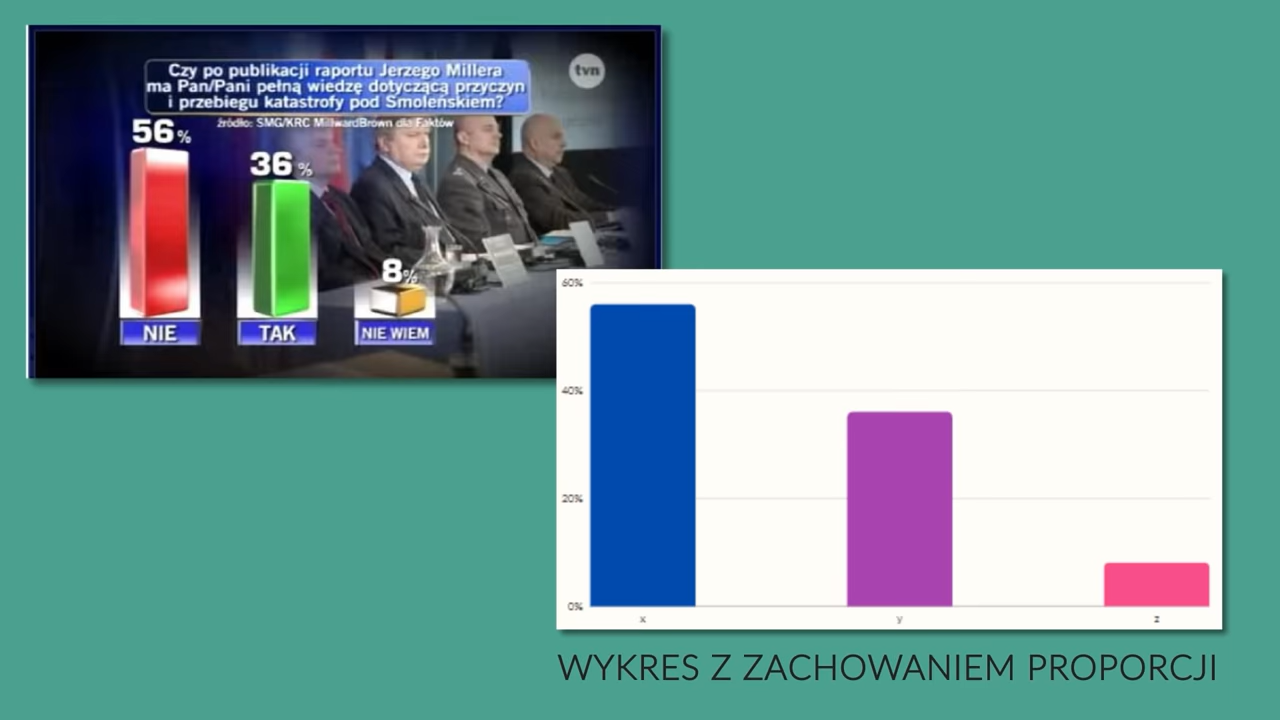 Czy po publikacji raportu Jerzego Millera
ma Pan/Pani pełną wiedzę dotyczącą przyczyn
i przebiegu katastrofy pod Smoleńskiem?
tvn
źródło: SMG/KRC MillwardBrown dla Faktów
56%
36%
8%
NIE
TAK
NIE WIEM
60%
40%
20%
0%
x
y
z
WYKRES Z ZACHOWANIEM PROPORCJI